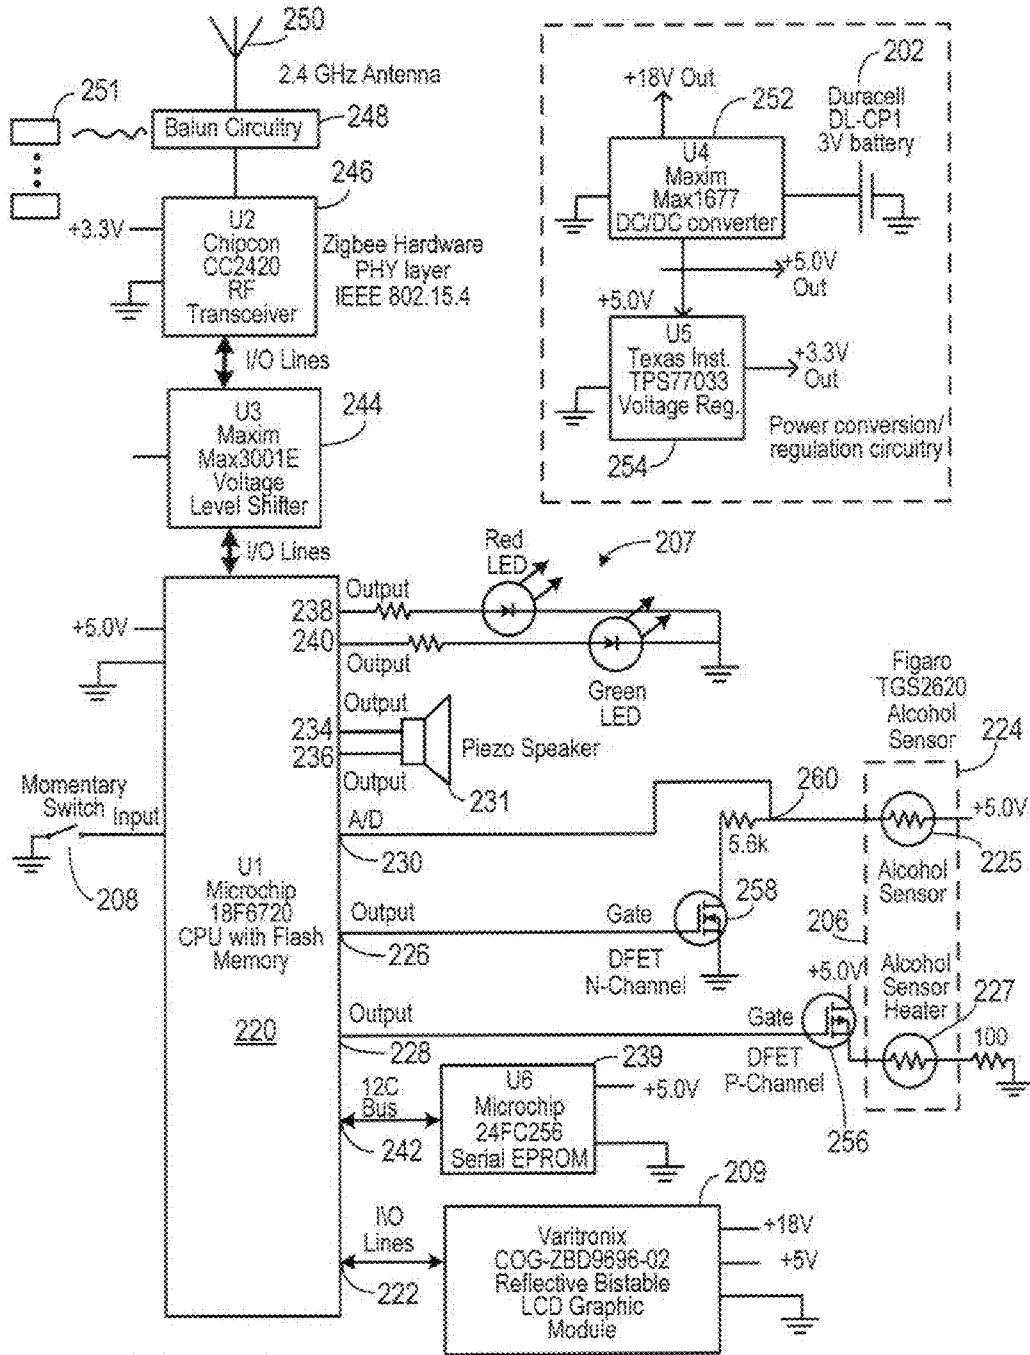 250
2.4 GHz Antenna
251
Balun Circuitry
248
246
+3.3V
U2
Chipcon
CC2420
RF
Transceiver
Zigbee Hardware
PHY layer
IEEE 802.15.4
I/O Lines
U3
Maxim
Max3001E
Voltage
Level Shifter
244
I/O Lines
202
+18V Out
252
Duracell
DL-CP1
3V battery
U4
Maxim
Max1677
DC/DC converter
+5.0V
Out
+5.0V
U5
Texas Inst.
TPS77033
Voltage Reg.
+3.3V
Out
254
Power conversion/
regulation circuitry
Red
LED
207
Output
238
240
Output
+5.0V
Green
LED
Output
234
236
Output
Piezo Speaker
231
Figaro
TGS2620
Alcohol
Sensor
224
Momentary
Switch
Input
208
A/D
230
260
5.6k
+5.0V
225
Alcohol
Sensor
U1
Microchip
18F6720
CPU with Flash
Memory
220
Output
226
Gate
258
DFET
N-Channel
206
+5.0V
Alcohol
Sensor
Heater
227
100
Output
228
Gate
DFET
P-Channel
256
12C
Bus
242
239
U6
Microchip
24FC256
Serial EPROM
+5.0V
209
I\O
Lines
222
Varitronix
COG-ZBD9696-02
Reflective Bistable
LCD Graphic
Module
+18V
+5V